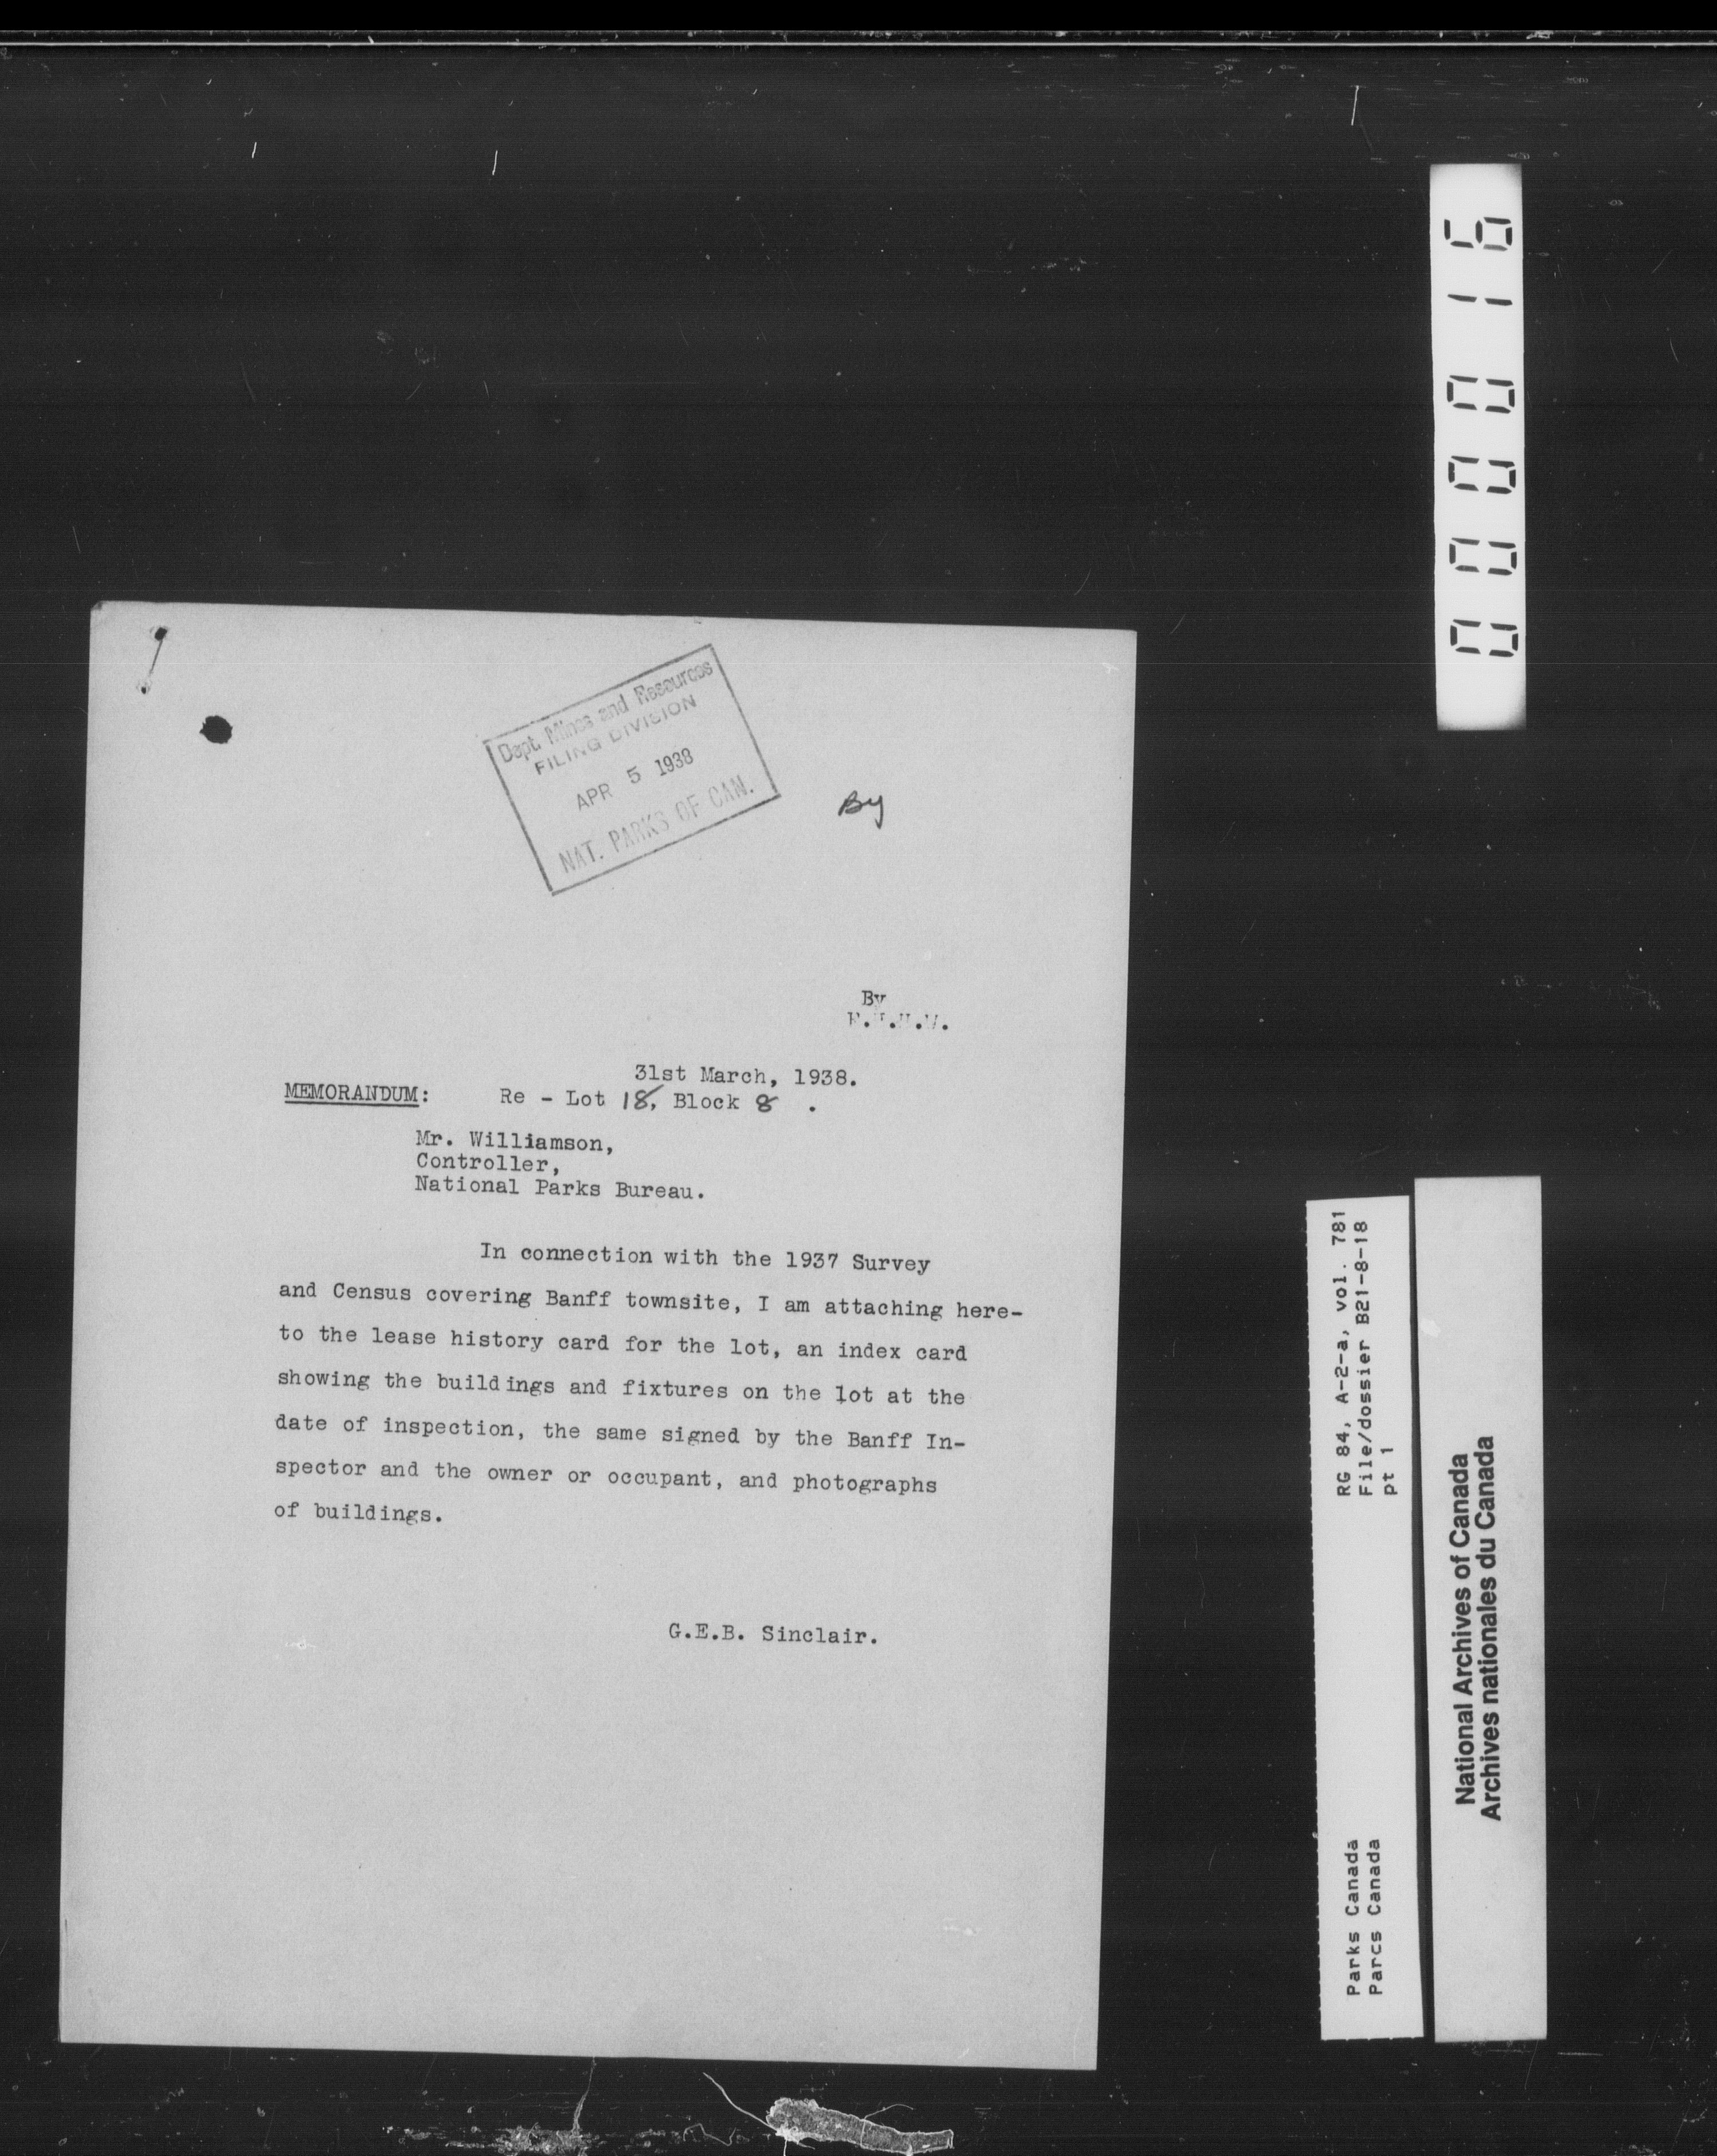 Dept. Mines and Resources
FILING DIVISION
APR 5 1938
NAT. PARKS OF CAN.
By
By
31st March, 1938.
MEMORANDUM: Re - Lot 18, Block 8 .
Mr. Williamson,
Controller,
National Parks Bureau.
In connection with the 1937 Survey
and Census covering Banff townsite, I am attaching here-
to the lease history card for the lot, an index card
showing the buildings and fixtures on the lot at the
date of inspection, the same signed by the Banff In-
spector and the owner or occupant, and photographs
of buildings.
G.E.B. Sinclair.
000016
RG 84, A-2-a, vol. 781
File/dossier B21-8-18
pt 1
Parks Canada
Parcs Canada
National Archives of Canada
Archives nationales du Canada